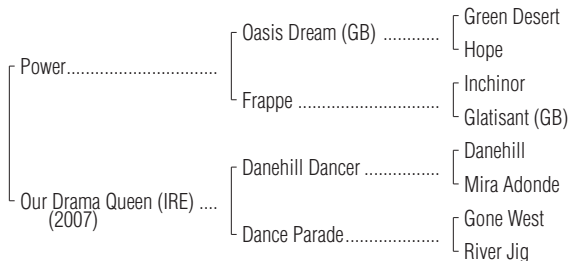 Green Desert
Oasis Dream (GB) ............
Hope
Power................................
Inchinor
Frappe ..............................
Glatisant (GB)
Danehill
Danehill Dancer ................
Mira Adonde
Our Drama Queen (IRE) ....
(2007)
Gone West
Dance Parade....................
River Jig